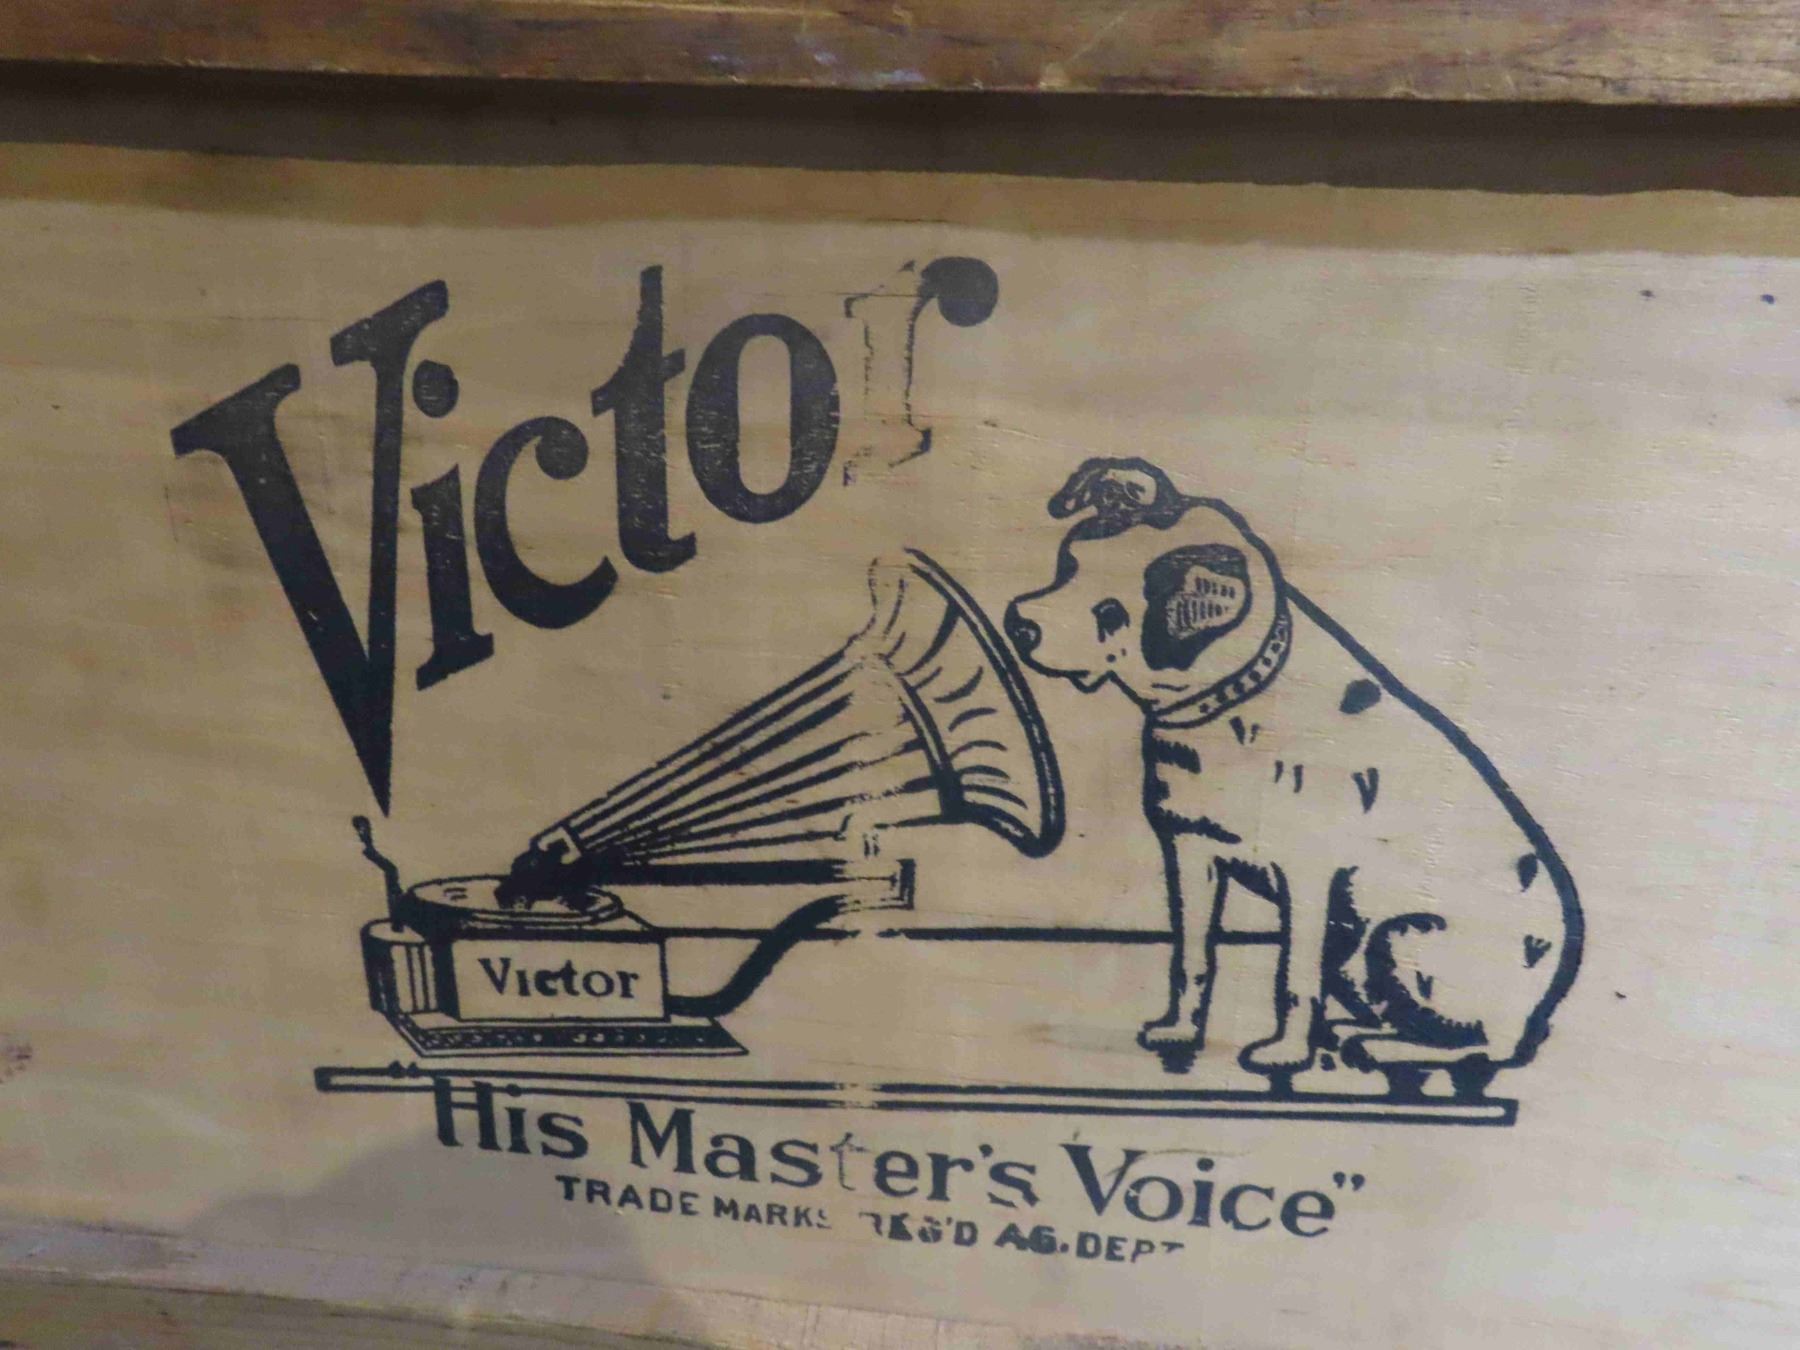 Victor
Victor
"His Master's Voice"
TRADE MARKS REG'D AG. DEPT